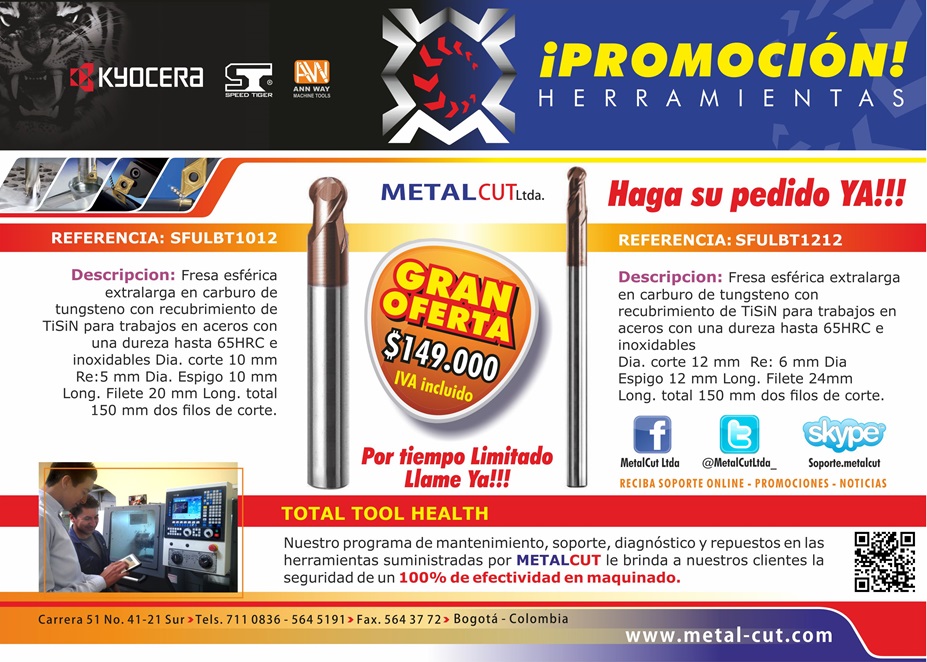 KYOCERA
ST
SPEED TIGER
AW
ANN WAY
MACHINE TOOLS
¡PROMOCIÓN!
HERRAMIENTAS
METALCUT Ltda.
Haga su pedido YA!!!
REFERENCIA: SFULBT1012
Descripcion: Fresa esférica
extralarga en carburo de
tungsteno con recubrimiento de
TiSiN para trabajos en aceros con
una dureza hasta 65HRC e
inoxidables Dia. corte 10 mm
Re:5 mm Dia. Espigo 10 mm
Long. Filete 20 mm Long. total
150 mm dos filos de corte.
GRAN
OFERTA
$149.000
IVA incluido
Por tiempo Limitado
Llame Ya!!!
REFERENCIA: SFULBT1212
Descripcion: Fresa esférica extralarga
en carburo de tungsteno con
recubrimiento de TiSiN para trabajos en
aceros con una dureza hasta 65HRC e
inoxidables
Dia. corte 12 mm Re: 6 mm Dia
Espigo 12 mm Long. Filete 24mm
Long. total 150 mm dos filos de corte.
f
t
skype
MetalCut Ltda
@MetalCutLtda_
Soporte.metalcut
RECIBA SOPORTE ONLINE - PROMOCIONES - NOTICIAS
TOTAL TOOL HEALTH
Nuestro programa de mantenimiento, soporte, diagnóstico y repuestos en las
herramientas suministradas por METALCUT le brinda a nuestros clientes la
seguridad de un 100% de efectividad en maquinado.
Carrera 51 No. 41-21 Sur > Tels. 711 0836 - 564 5191 > Fax. 564 37 72 > Bogotá - Colombia
www.metal-cut.com